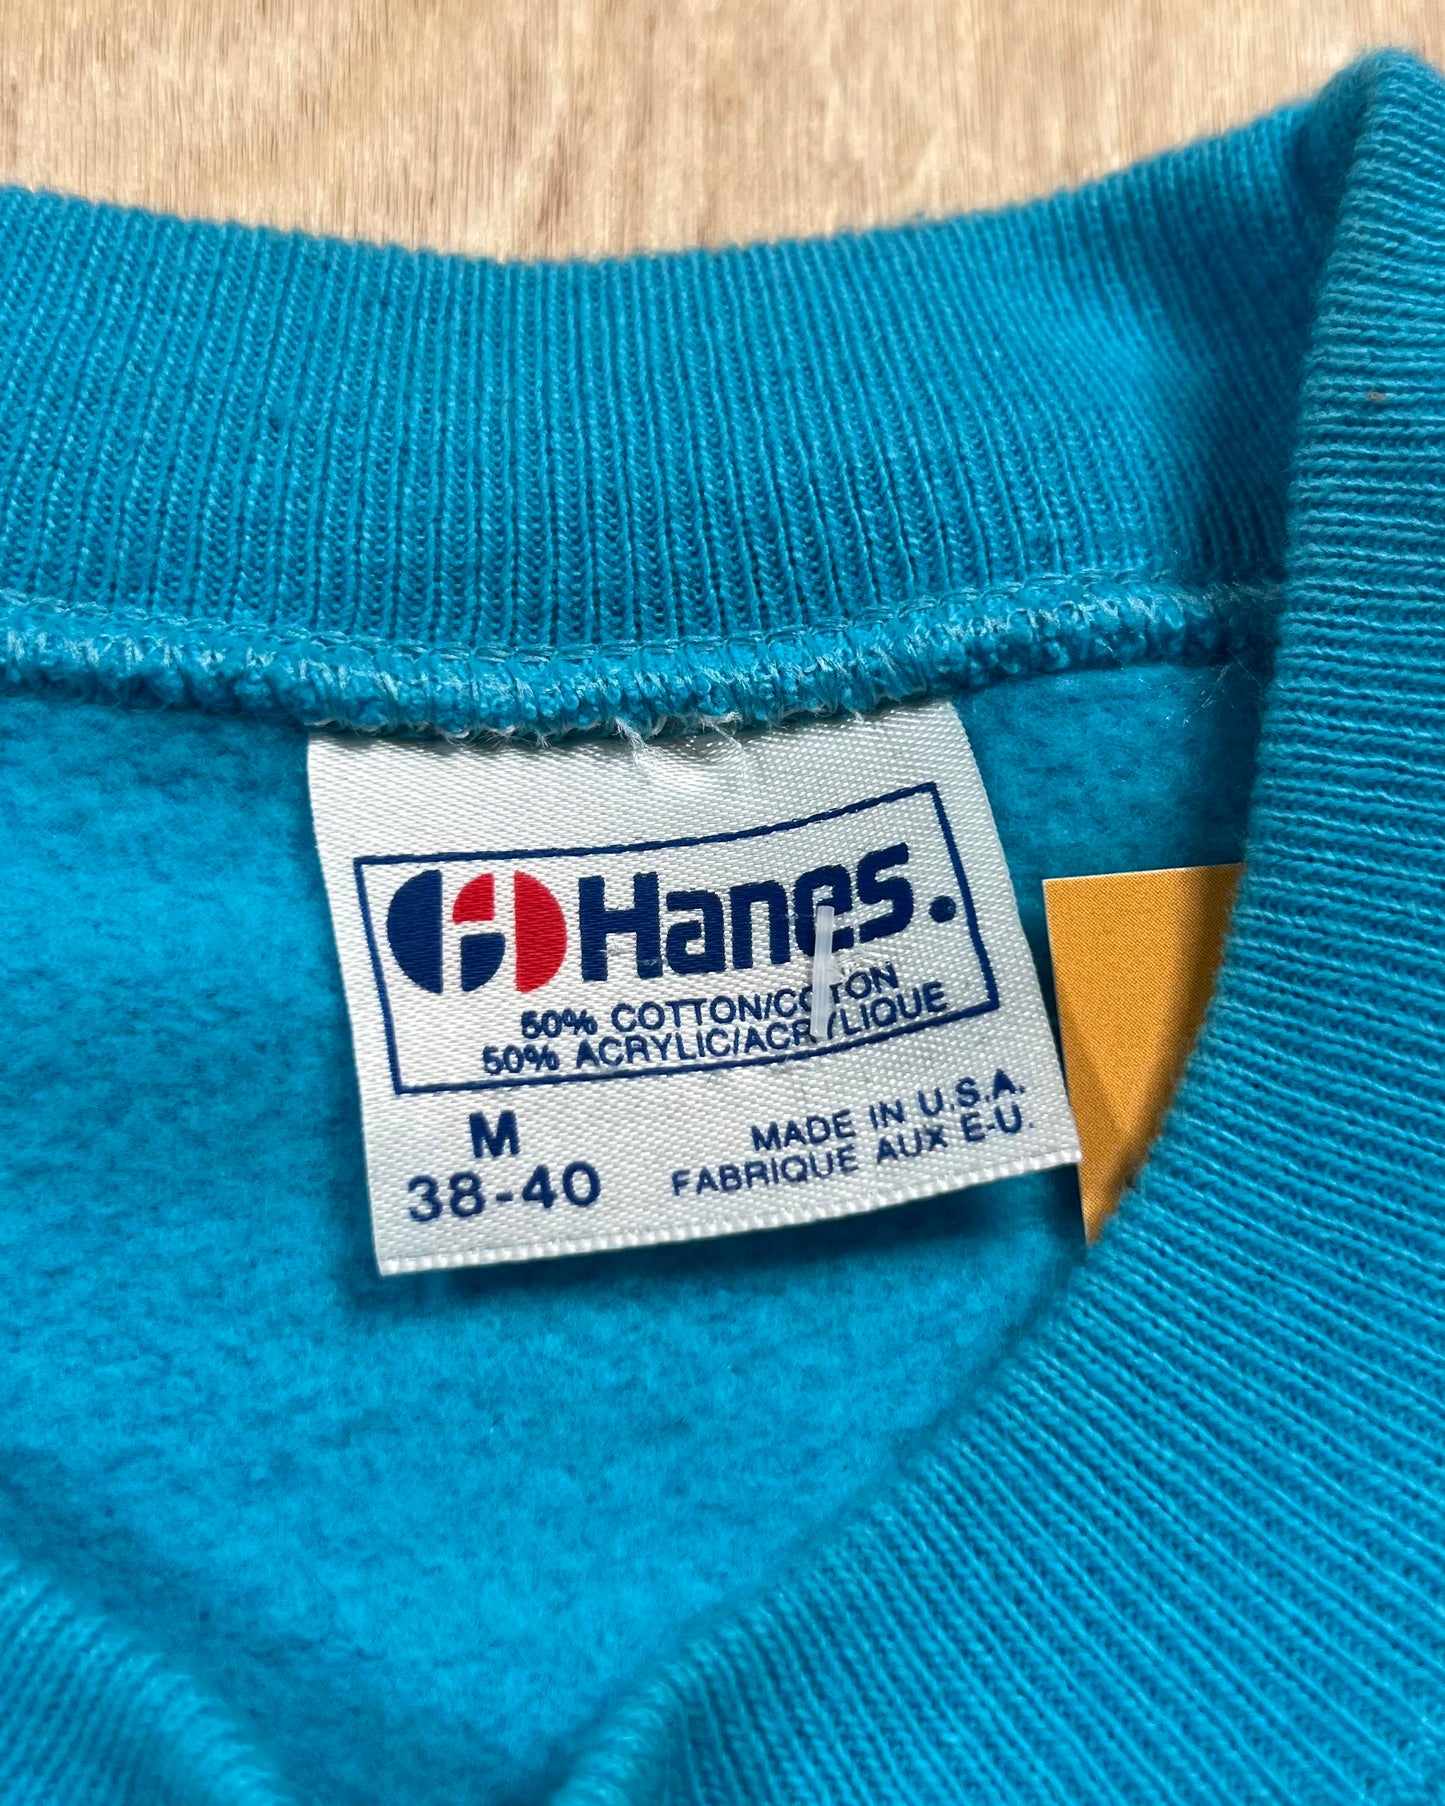 Hanes.
50% COTTON/COTON
50% ACRYLIC/ACRYLIQUE
M
38-40
MADE IN U.S.A.
FABRIQUE AUX E-U.